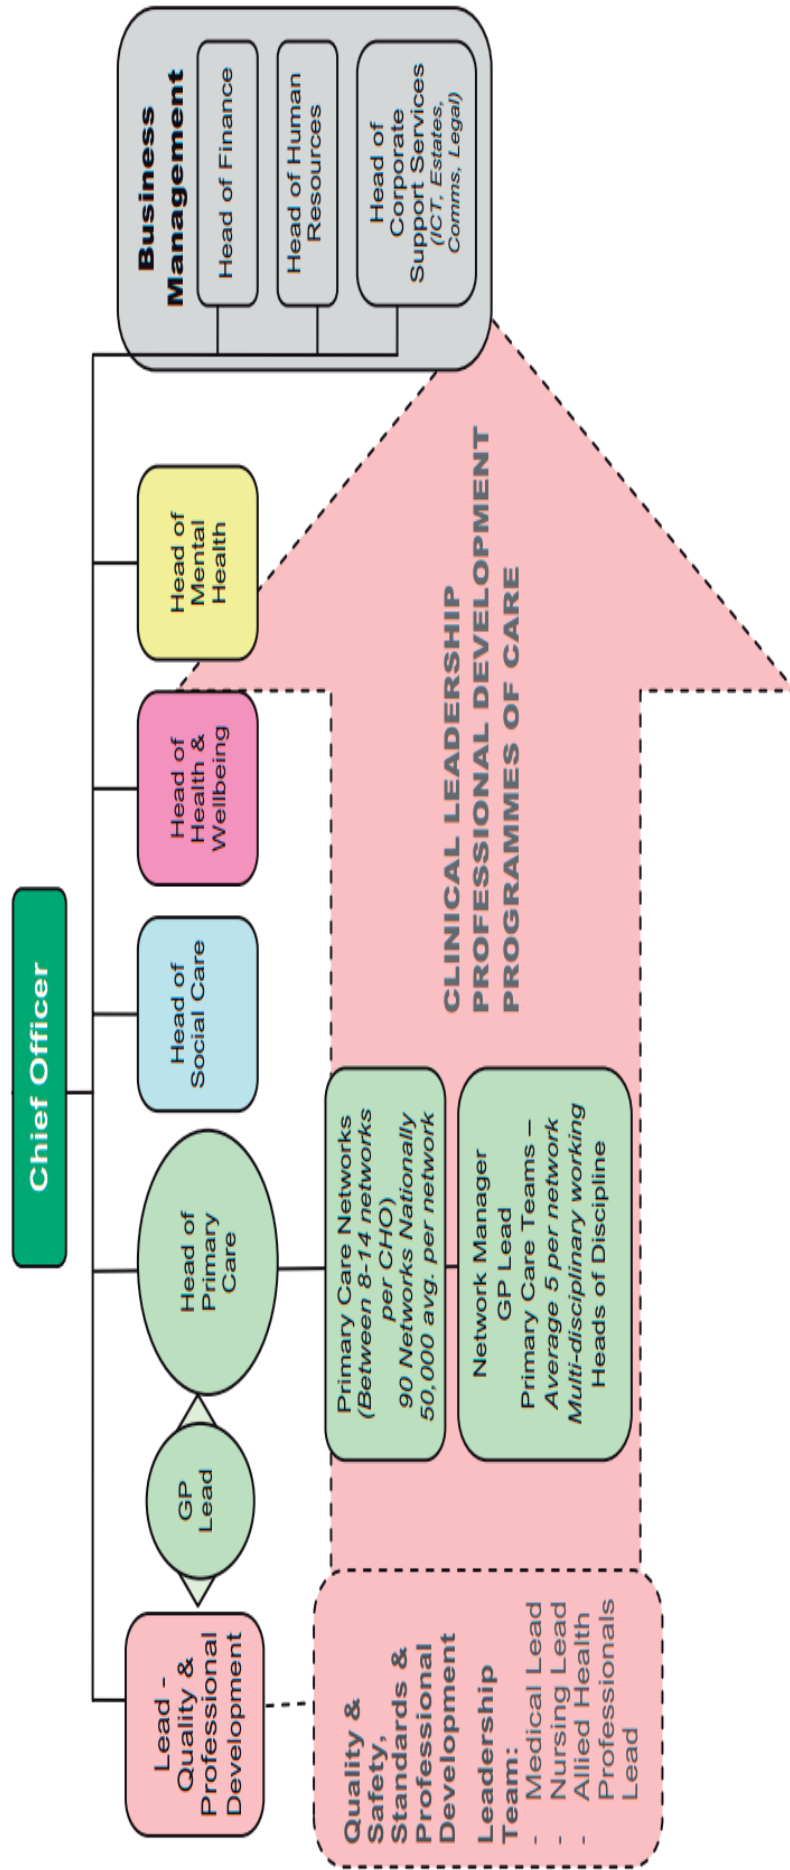 Chief Officer
Lead -
Quality &
Professional
Development
GP
Lead
Head of
Primary
Care
Head of
Social Care
Head of
Health &
Wellbeing
Head of
Mental
Health
Business
Management
Head of Finance
Head of Human
Resources
Head of
Corporate
Support Services
(ICT, Estates,
Comms, Legal)
Primary Care Networks
(Between 8-14 networks
per CHO)
90 Networks Nationally
50,000 avg. per network
Network Manager
GP Lead
Primary Care Teams –
Average 5 per network
Multi-disciplinary working
Heads of Discipline
Quality &
Safety,
Standards &
Professional
Development
Leadership
Team:
- Medical Lead
- Nursing Lead
- Allied Health
Professionals
Lead
CLINICAL LEADERSHIP
PROFESSIONAL DEVELOPMENT
PROGRAMMES OF CARE